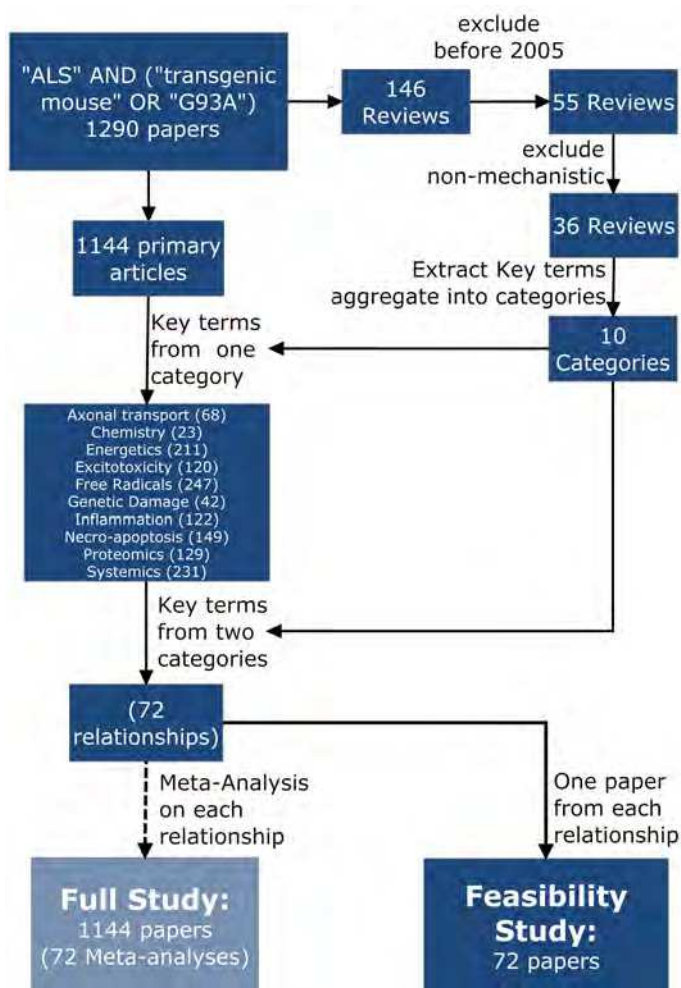 "ALS" AND ("transgenic
mouse" OR "G93A")
1290 papers
146
Reviews
exclude
before 2005
55 Reviews
exclude
non-mechanistic
36 Reviews
1144 primary
articles
Extract Key terms
aggregate into categories
10
Categories
Key terms
from one
category
Axonal transport (68)
Chemistry (23)
Energetics (211)
Excitotoxicity (120)
Free Radicals (247)
Genetic Damage (42)
Inflammation (122)
Necro-apoptosis (149)
Proteomics (129)
Systemics (231)
Key terms
from two
categories
(72
relationships)
Meta-Analysis
on each
relationship
One paper
from each
relationship
Full Study:
1144 papers
(72 Meta-analyses)
Feasibility
Study:
72 papers